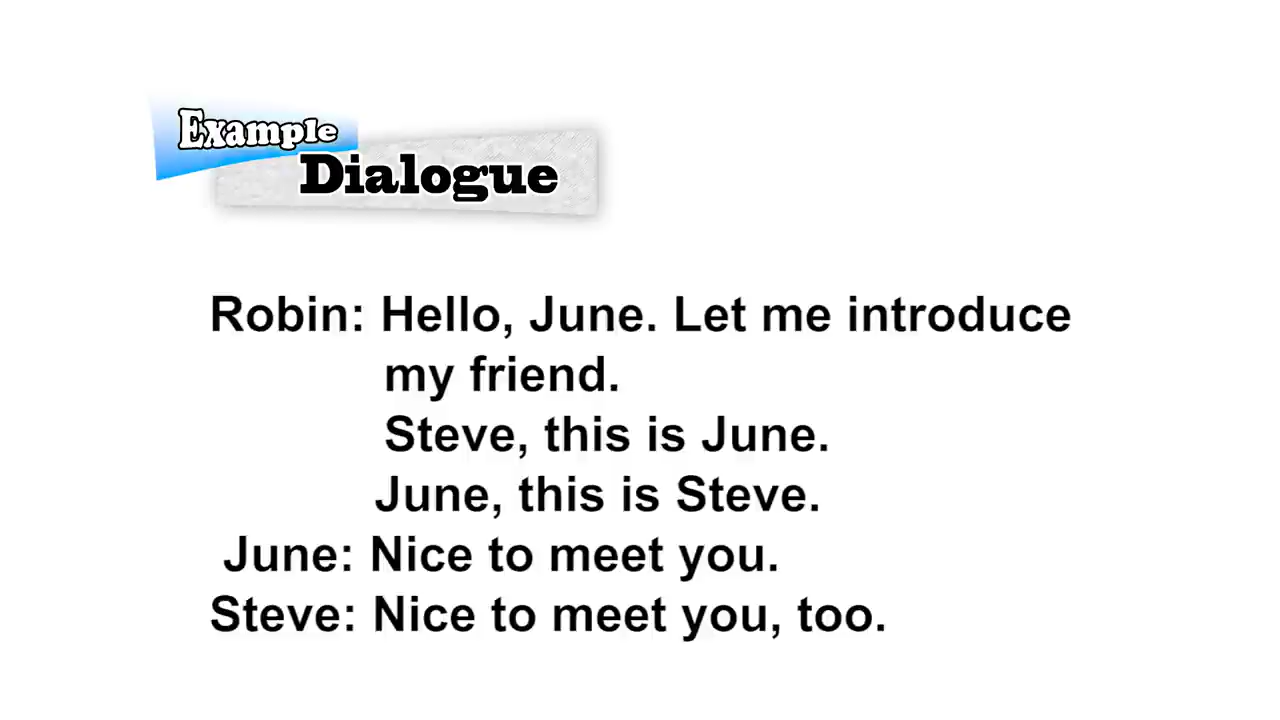 Example
Dialogue
Robin: Hello, June. Let me introduce
my friend.
Steve, this is June.
June, this is Steve.
June: Nice to meet you.
Steve: Nice to meet you, too.